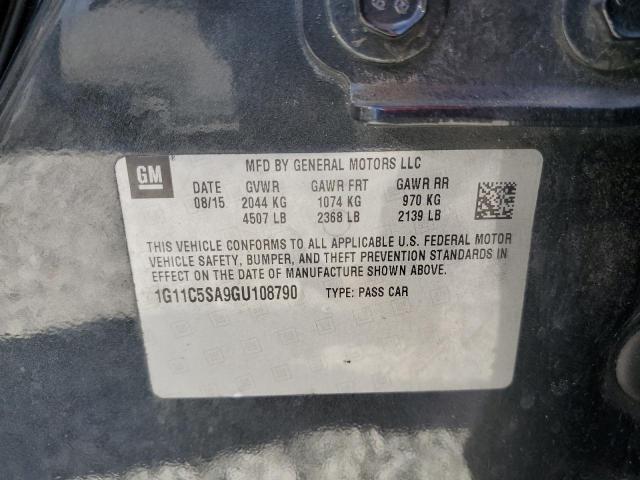 GM
MFD BY GENERAL MOTORS LLC
DATE GVWR GAWR FRT GAWR RR
08/15 2044 KG 1074 KG 970 KG
4507 LB 2368 LB 2139 LB
THIS VEHICLE CONFORMS TO ALL APPLICABLE U.S. FEDERAL MOTOR
VEHICLE SAFETY, BUMPER, AND THEFT PREVENTION STANDARDS IN
EFFECT ON THE DATE OF MANUFACTURE SHOWN ABOVE.
1G11C5SA9GU108790 TYPE: PASS CAR